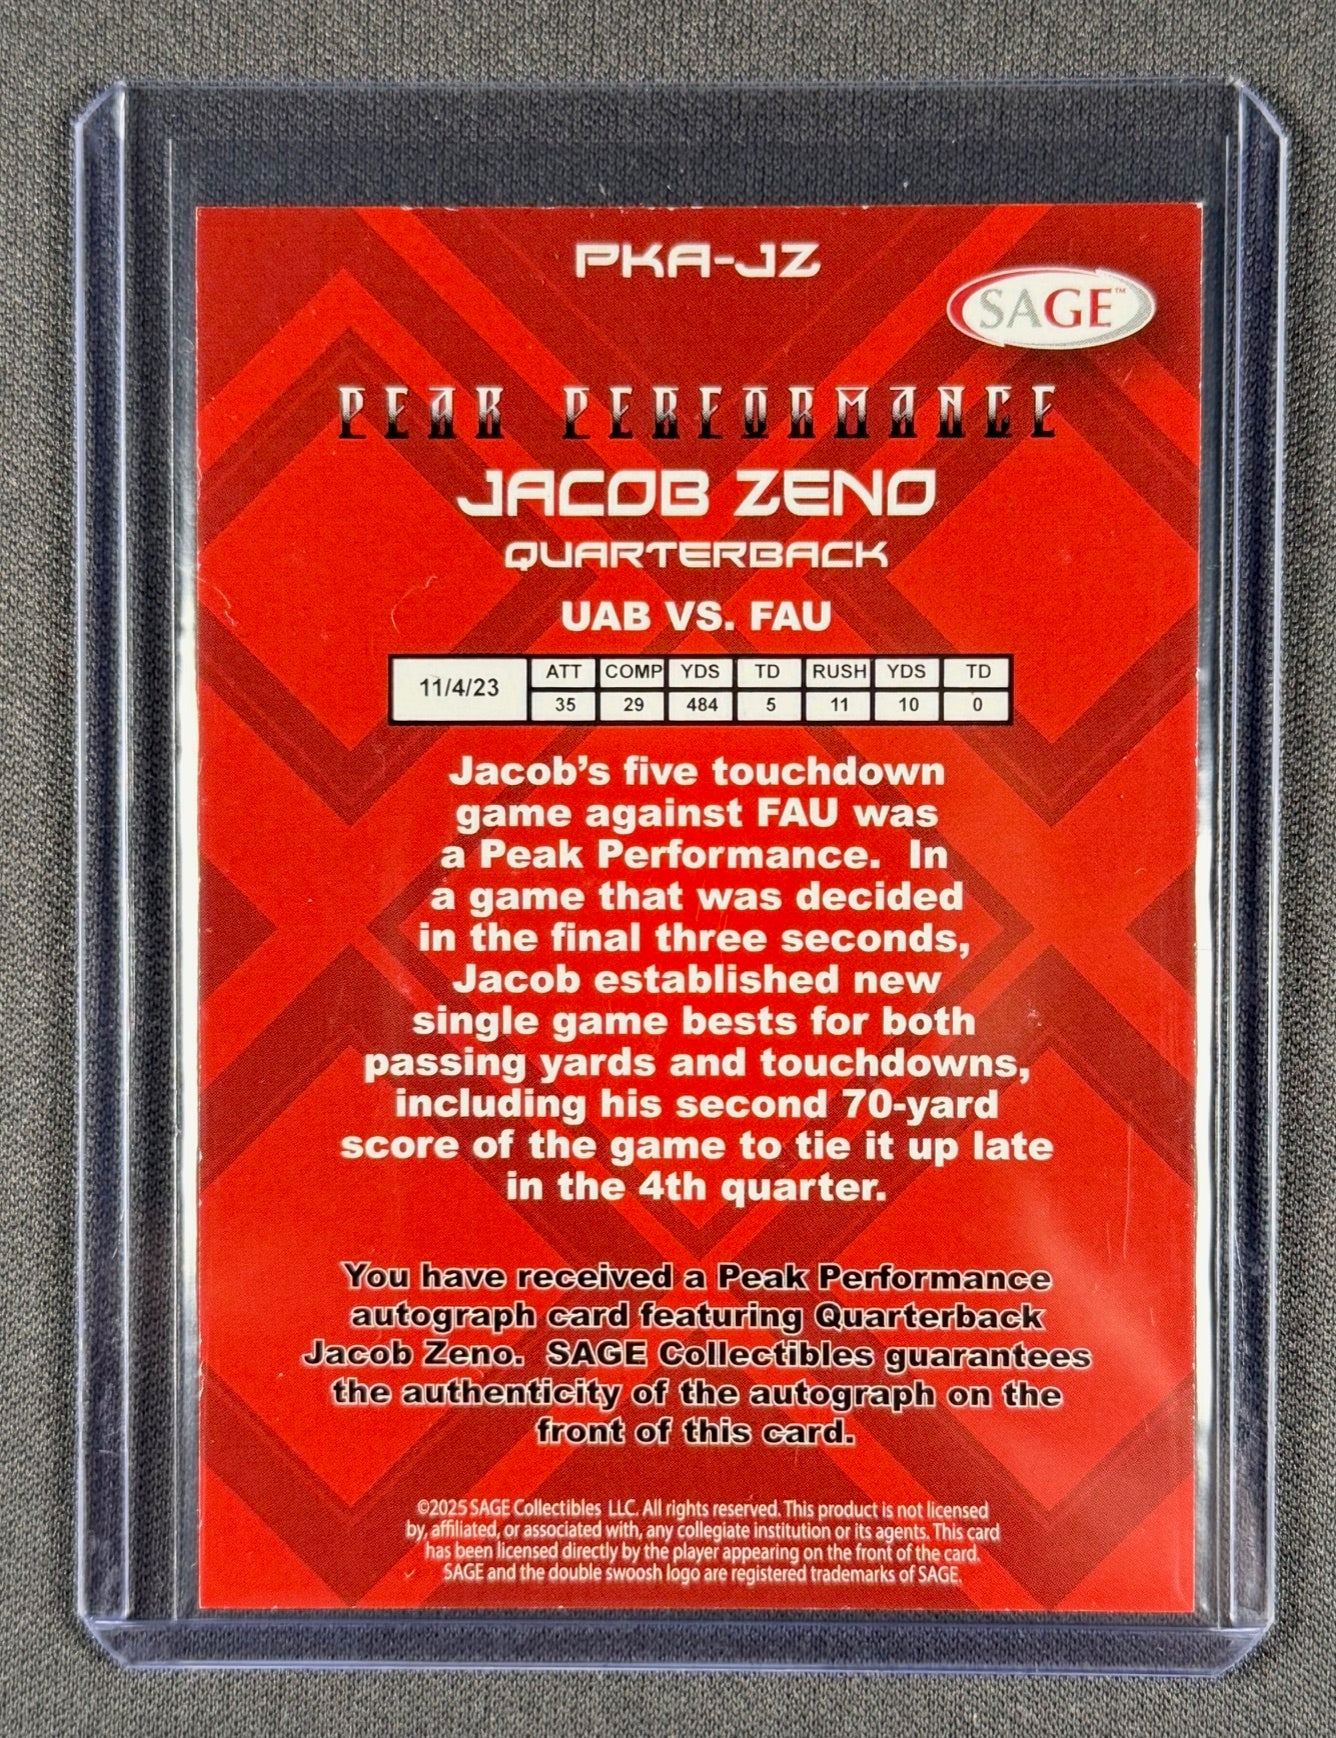 PKA-JZ
SAGE™
PEAK PERFORMANCE
JACOB ZENO
QUARTERBACK
UAB VS. FAU
11/4/23 ATT COMP YDS TD RUSH YDS TD
35 29 484 5 11 10 0
Jacob's five touchdown
game against FAU was
a Peak Performance. In
a game that was decided
in the final three seconds,
Jacob established new
single game bests for both
passing yards and touchdowns,
including his second 70-yard
score of the game to tie it up late
in the 4th quarter.
You have received a Peak Performance
autograph card featuring Quarterback
Jacob Zeno. SAGE Collectibles guarantees
the authenticity of the autograph on the
front of this card.
©2025 SAGE Collectibles LLC. All rights reserved. This product is not licensed
by, affiliated, or associated with, any collegiate institution or its agents. This card
has been licensed directly by the player appearing on the front of the card.
SAGE and the double swoosh logo are registered trademarks of SAGE.